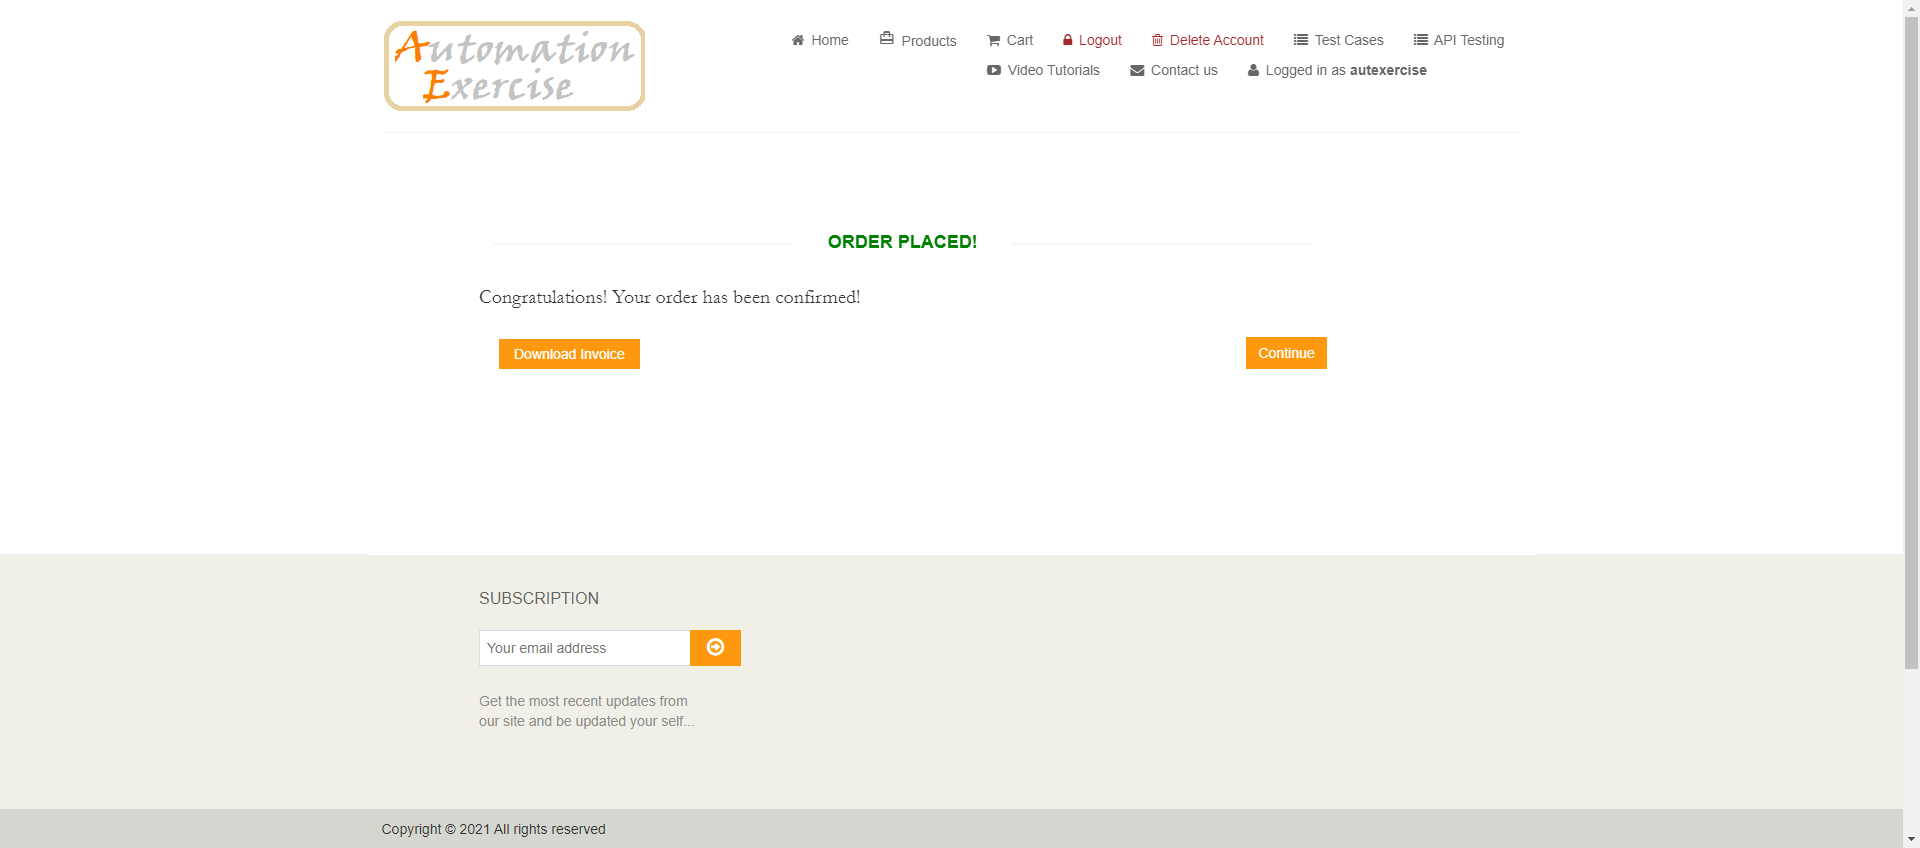 Automation
Exercise
Home Products Cart Logout Delete Account Test Cases API Testing
Video Tutorials Contact us Logged in as autexercise
ORDER PLACED!
Congratulations! Your order has been confirmed!
Download Invoice Continue
SUBSCRIPTION
Your email address
Get the most recent updates from
our site and be updated your self...
Copyright © 2021 All rights reserved